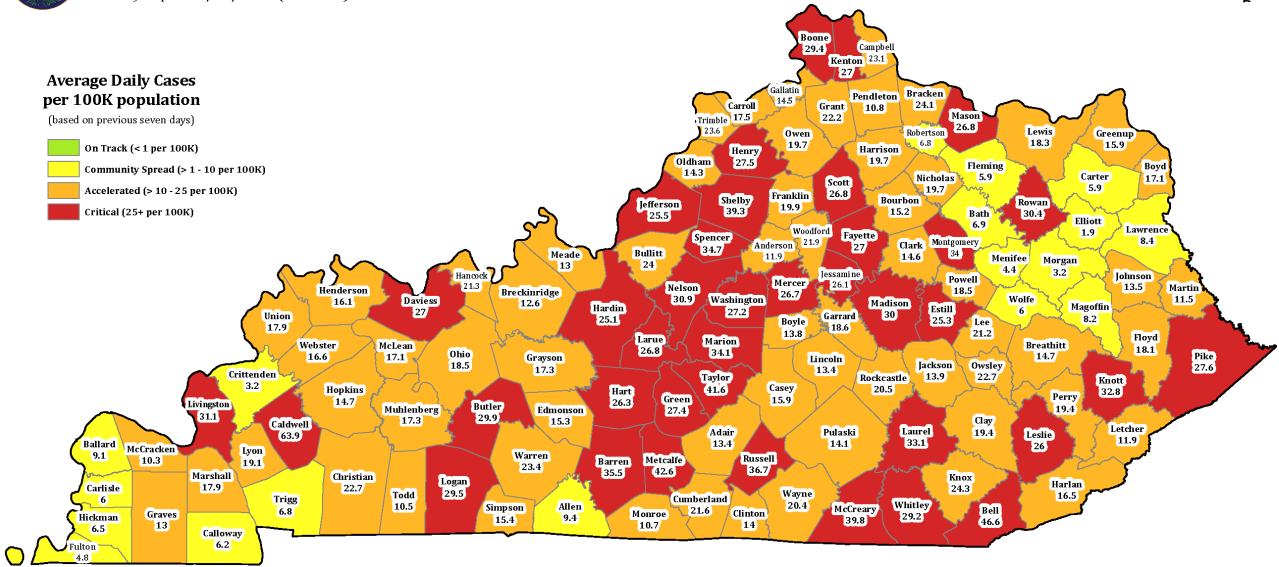 Average Daily Cases
per 100K population
(based on previous seven days)
On Track (< 1 per 100K)
Community Spread (> 1 - 10 per 100K)
Accelerated (> 10 - 25 per 100K)
Critical (25+ per 100K)
Boone
29.4
Kenton
27
Campbell
23.1
Gallatin
14.5
Carroll
17.5
Trimble
23.6
Grant
22.2
Pendleton
10.8
Bracken
24.1
Mason
26.8
Robertson
6.8
Lewis
18.3
Greenup
15.9
Boyd
17.1
Owen
19.7
Henry
27.5
Oldham
14.3
Harrison
19.7
Nicholas
19.7
Fleming
5.9
Carter
5.9
Rowan
30.4
Elliott
1.9
Lawrence
8.4
Jefferson
25.5
Shelby
39.3
Franklin
19.9
Scott
26.8
Bourbon
15.2
Bath
6.9
Spencer
34.7
Anderson
11.9
Woodford
21.9
Fayette
27
Clark
14.6
Montgomery
34
Menifee
4.4
Morgan
3.2
Bullitt
24
Meade
13
Hancock
21.3
Breckinridge
12.6
Henderson
16.1
Daviess
27
Union
17.9
Webster
16.6
McLean
17.1
Ohio
18.5
Grayson
17.3
Hardin
25.1
Nelson
30.9
Washington
27.2
Mercer
26.7
Jessamine
26.1
Madison
30
Estill
25.3
Powell
18.5
Wolfe
6
Magoffin
8.2
Johnson
13.5
Martin
11.5
Larue
26.8
Marion
34.1
Boyle
13.8
Garrard
18.6
Lee
21.2
Breathitt
14.7
Floyd
18.1
Pike
27.6
Crittenden
3.2
Livingston
31.1
Hopkins
14.7
Caldwell
63.9
Muhlenberg
17.3
Butler
29.9
Edmonson
15.3
Hart
26.3
Green
27.4
Taylor
41.6
Casey
15.9
Lincoln
13.4
Rockcastle
20.5
Jackson
13.9
Owsley
22.7
Perry
19.4
Knott
32.8
Letcher
11.9
Ballard
9.1
McCracken
10.3
Lyon
19.1
Marshall
17.9
Carlisle
6
Hickman
6.5
Fulton
4.8
Graves
13
Calloway
6.2
Trigg
6.8
Christian
22.7
Todd
10.5
Logan
29.5
Warren
23.4
Simpson
15.4
Allen
9.4
Barren
35.5
Metcalfe
42.6
Monroe
10.7
Cumberland
21.6
Adair
13.4
Russell
36.7
Clinton
14
Pulaski
14.1
Wayne
20.4
McCreary
39.8
Laurel
33.1
Whitley
29.2
Knox
24.3
Clay
19.4
Leslie
26
Bell
46.6
Harlan
16.5